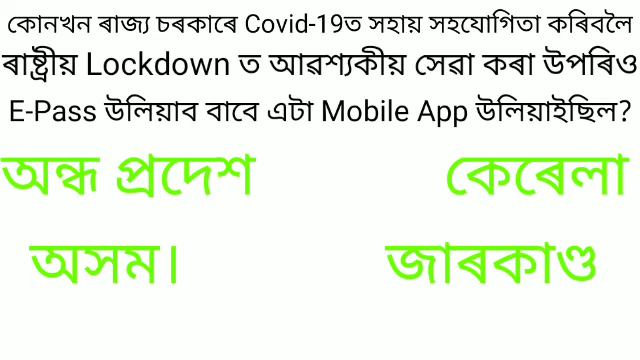 কোনখন ৰাজ্য চৰকাৰে Covid-19ত সহায় সহযোগিতা কৰিবলৈ
ৰাষ্ট্ৰীয় Lockdown ত আৱশ্যকীয় সেৱা কৰা উপৰিও
E-Pass উলিয়াব বাবে এটা Mobile App উলিয়াইছিল?
অন্ধ প্ৰদেশ কেৰেলা
অসম। জাৰকাণ্ড